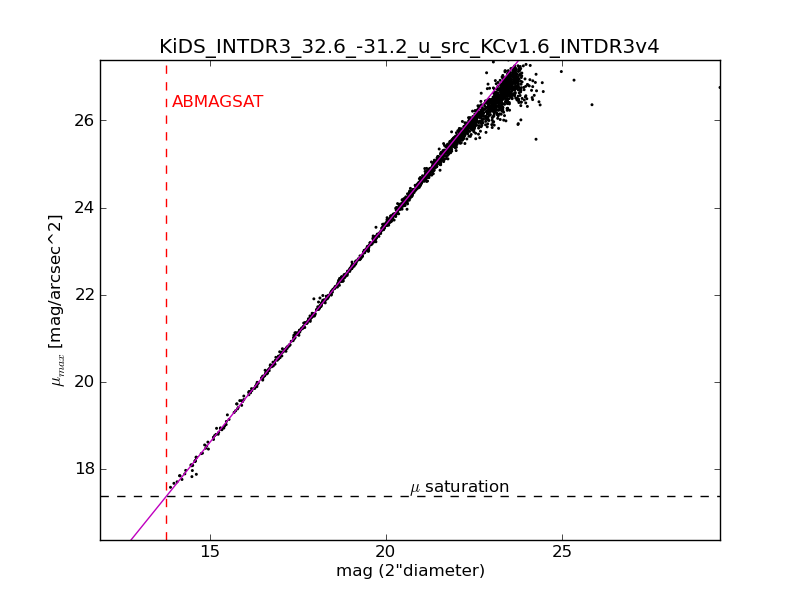 KiDS_INTDR3_32.6_-31.2_u_src_KCv1.6_INTDR3v4
ABMAGSAT
26
24
22
20
18
μ_max [mag/arcsec^2]
μ saturation
15 20 25
mag (2"diameter)